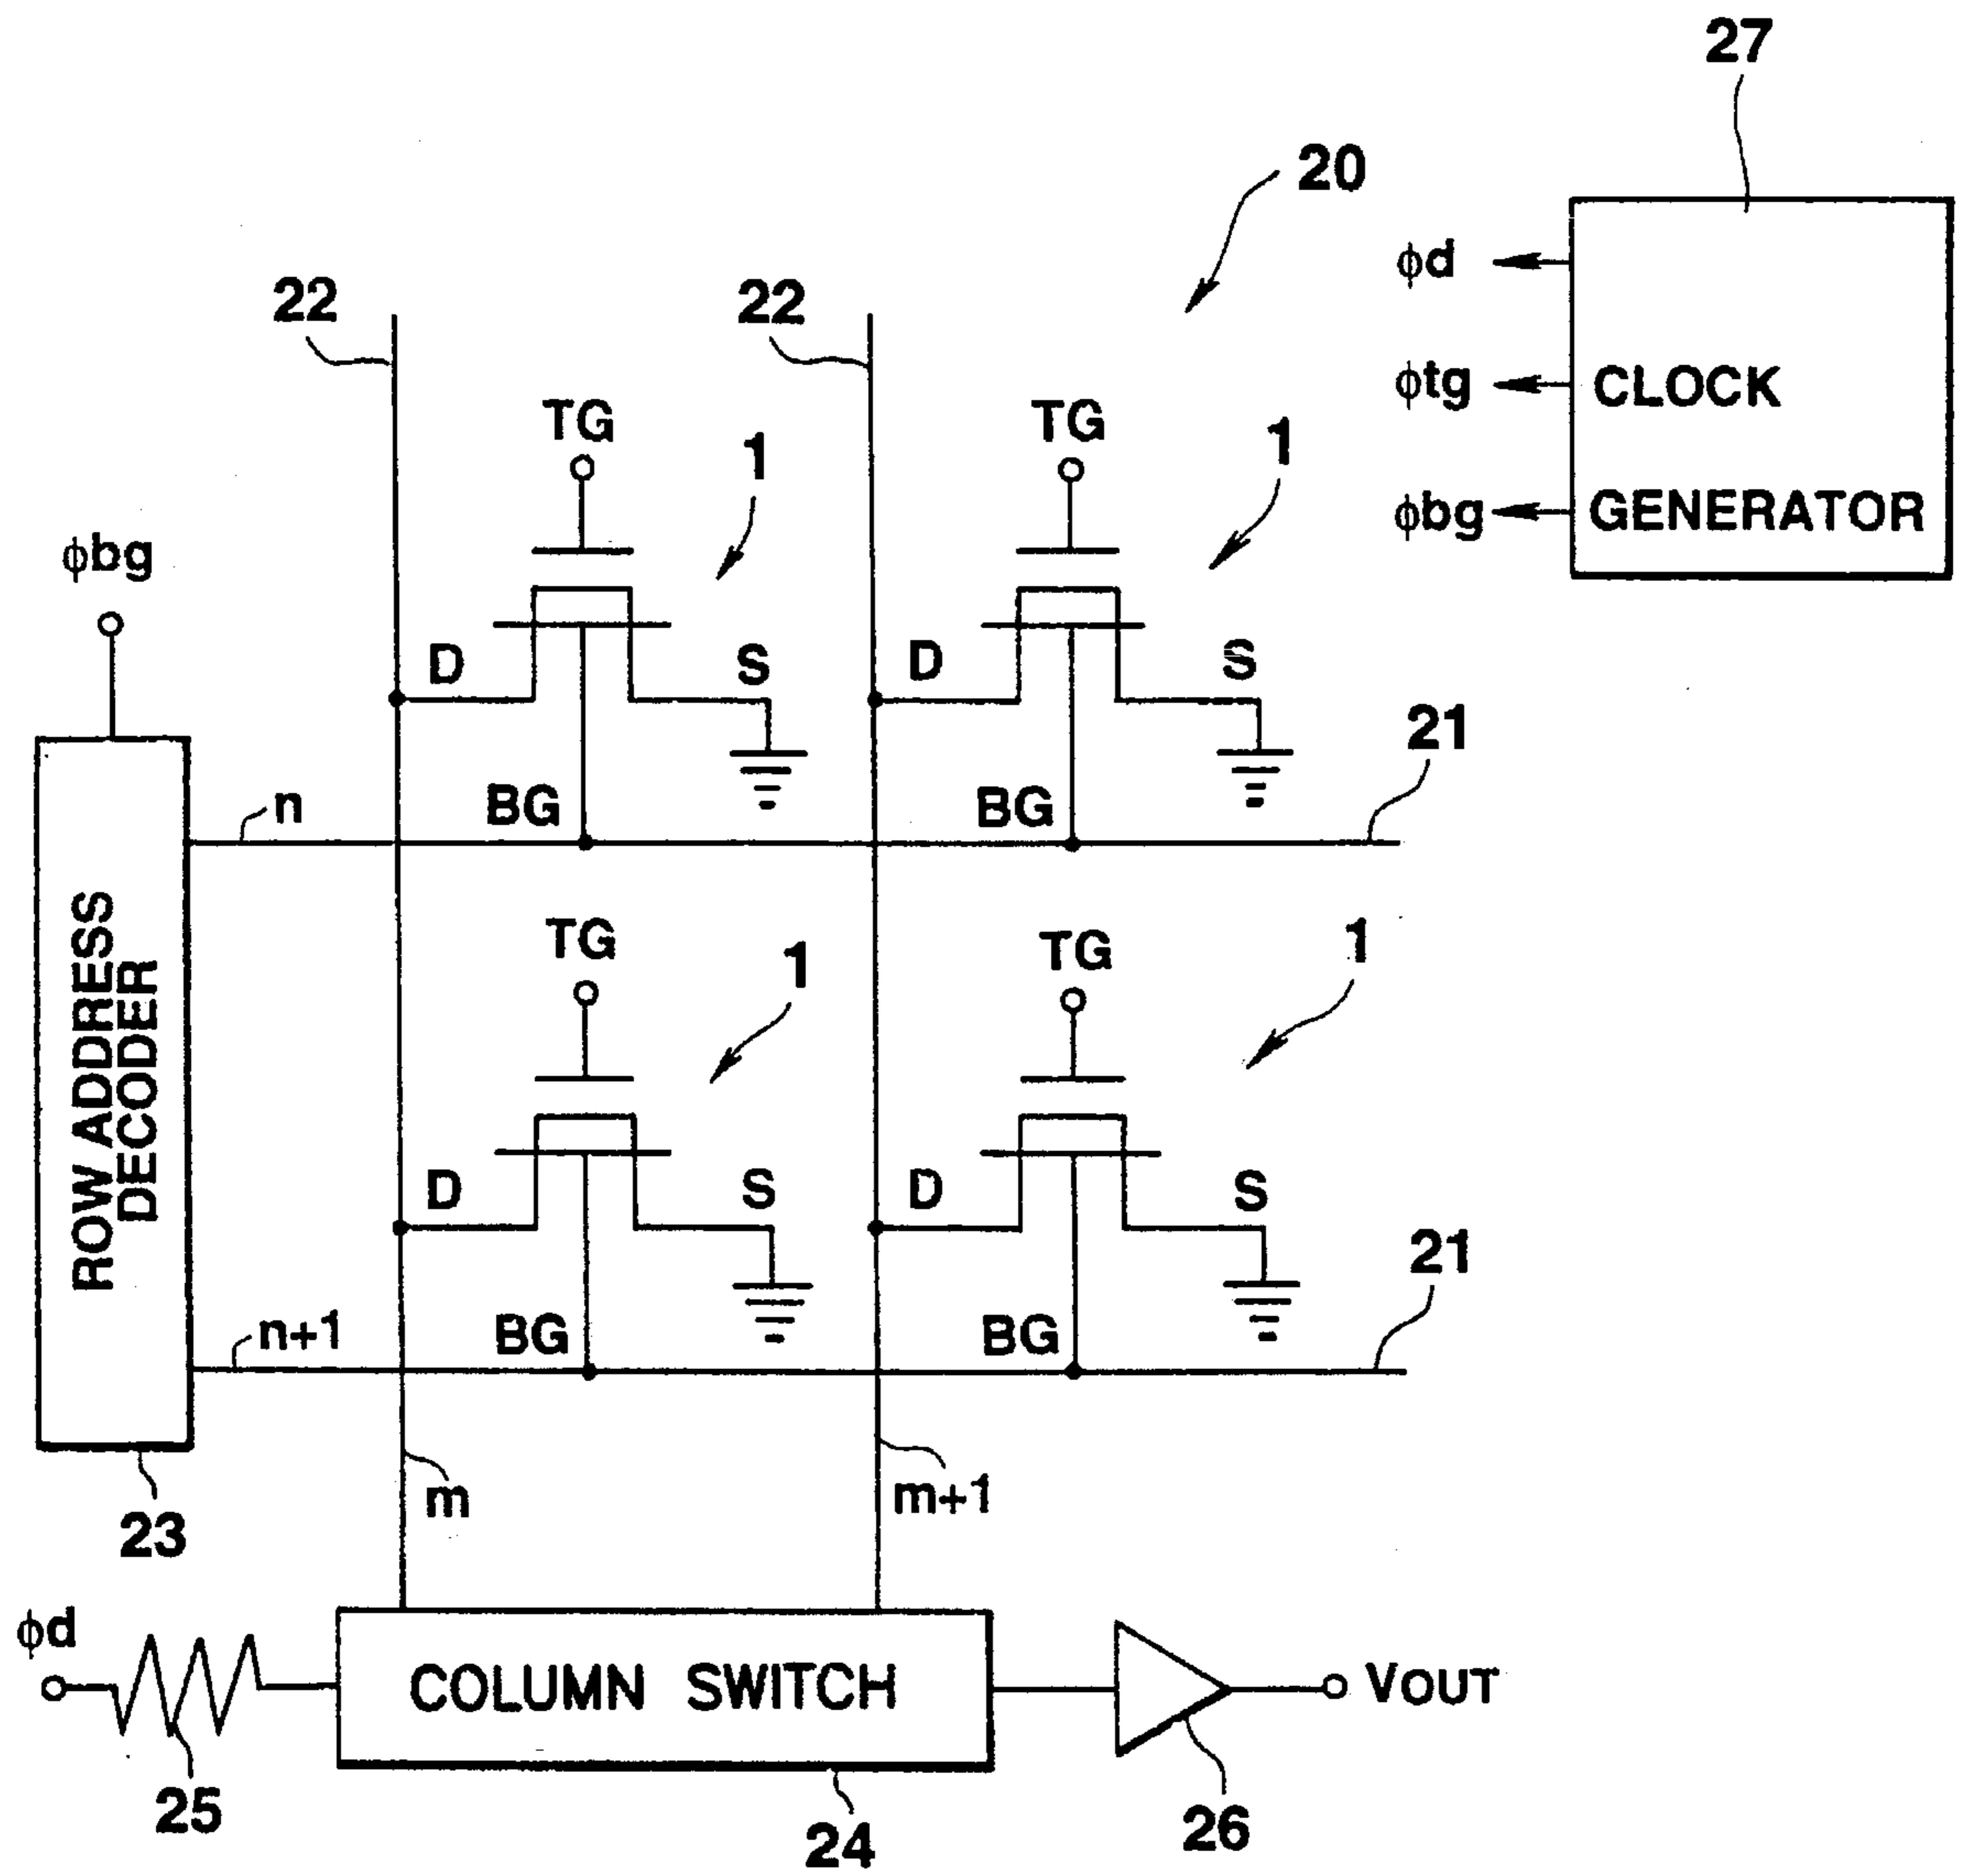 27
20
φd
22
22
φtg
CLOCK
TG
1
TG
1
φbg
GENERATOR
φbg
D
S
D
S
21
n
BG
BG
ROW ADDRESS
DECODER
TG
1
TG
1
D
S
D
S
21
n+1
BG
BG
m
m+1
23
φd
COLUMN SWITCH
VOUT
25
24
26